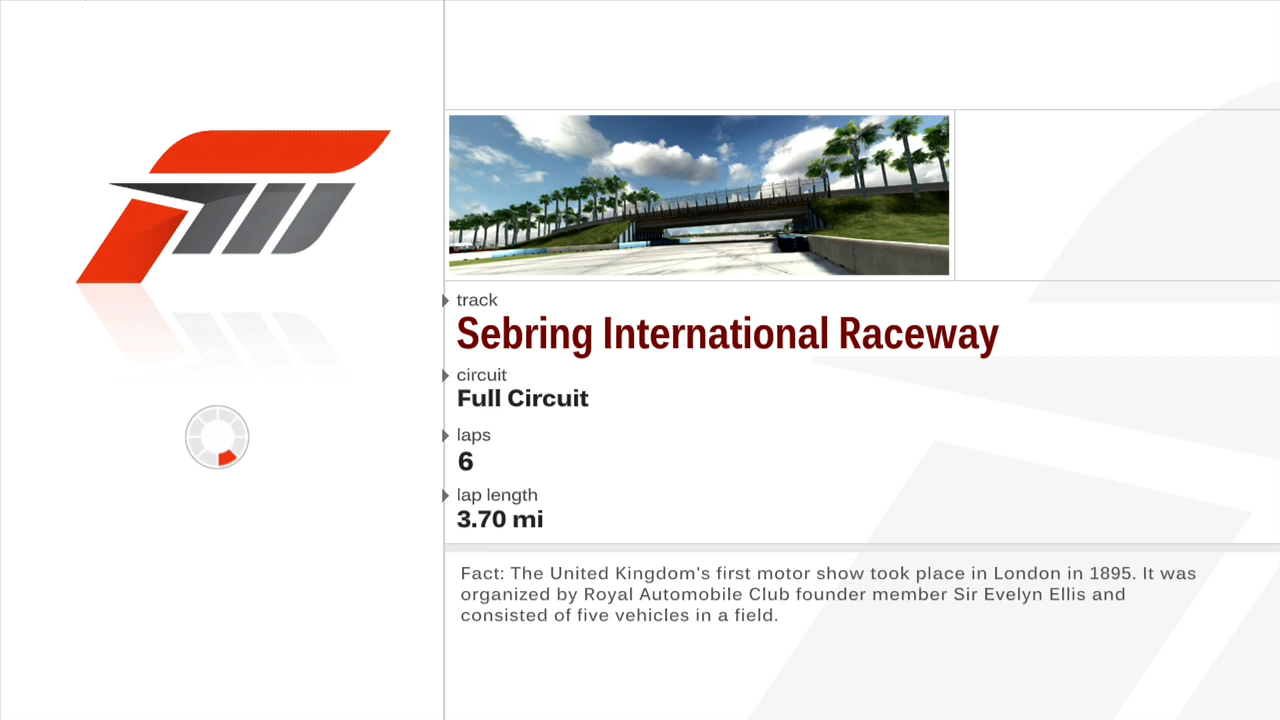 track
Sebring International Raceway
circuit
Full Circuit
laps
6
lap length
3.70 mi
Fact: The United Kingdom's first motor show took place in London in 1895. It was
organized by Royal Automobile Club founder member Sir Evelyn Ellis and
consisted of five vehicles in a field.